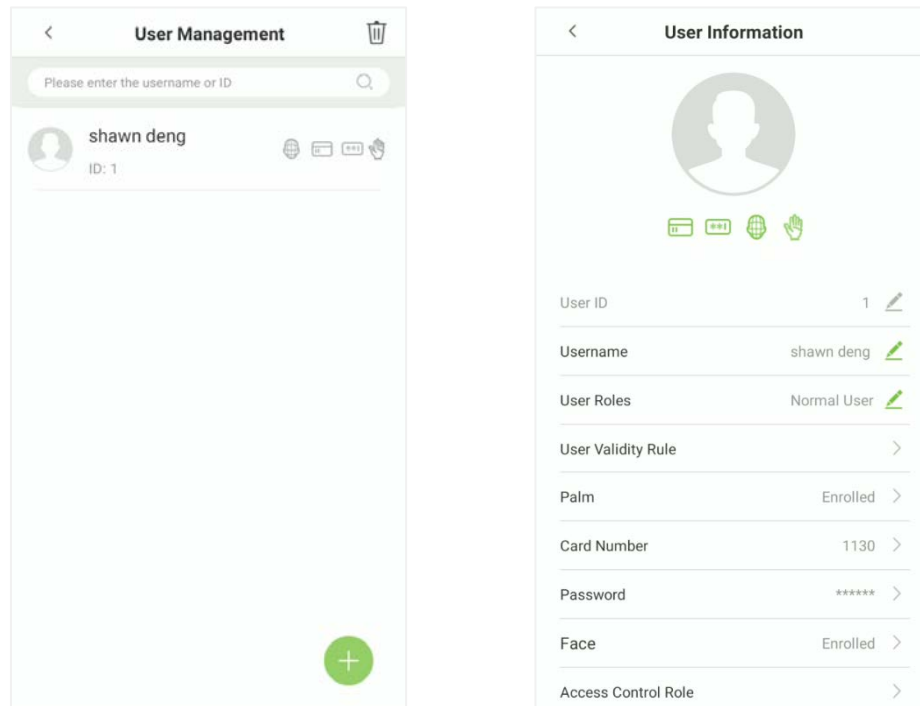 User Management
Please enter the username or ID
shawn deng
ID: 1
User Information
User ID 1
Username shawn deng
User Roles Normal User
User Validity Rule
Palm Enrolled
Card Number 1130
Password ******
Face Enrolled
Access Control Role